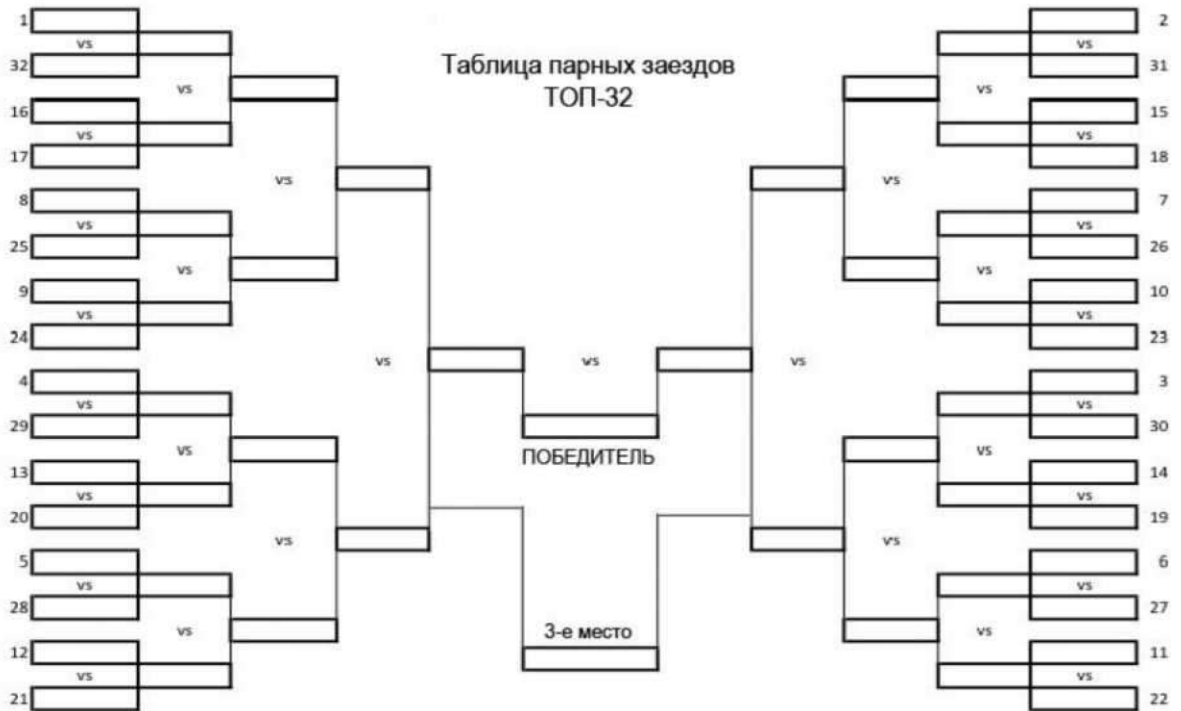 Таблица парных заездов
ТОП-32
1
vs
32
vs
16
vs
17
vs
8
vs
25
vs
9
vs
24
vs
4
vs
29
vs
13
vs
20
vs
5
vs
28
vs
12
vs
21
vs
ПОБЕДИТЕЛЬ
3-е место
2
vs
31
vs
15
vs
18
vs
7
vs
26
vs
10
vs
23
vs
3
vs
30
vs
14
vs
19
vs
6
vs
27
vs
11
vs
22
vs